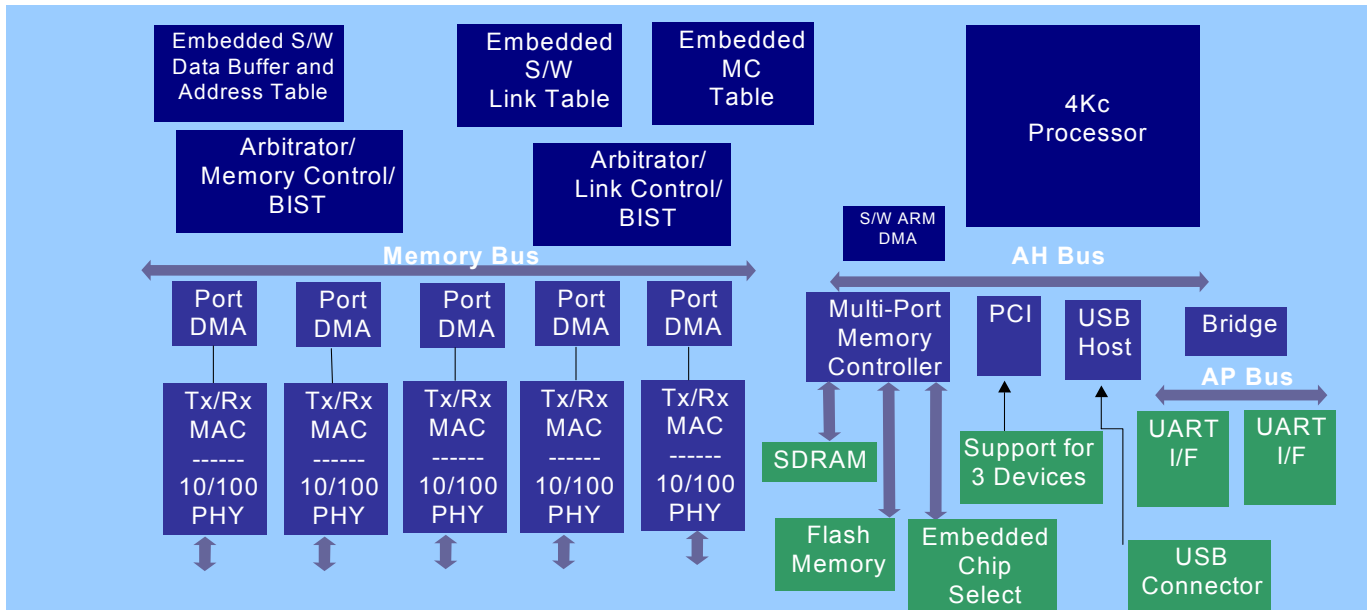 Embedded S/W
Data Buffer and
Address Table
Embedded
S/W
Link Table
Embedded
MC
Table
4Kc
Processor
Arbitrator/
Memory Control/
BIST
Arbitrator/
Link Control/
BIST
S/W ARM
DMA
Memory Bus
AH Bus
Port
DMA
Port
DMA
Port
DMA
Port
DMA
Port
DMA
Multi-Port
Memory
Controller
PCI
USB
Host
Bridge
AP Bus
Tx/Rx
MAC
------
10/100
PHY
Tx/Rx
MAC
------
10/100
PHY
Tx/Rx
MAC
------
10/100
PHY
Tx/Rx
MAC
------
10/100
PHY
Tx/Rx
MAC
------
10/100
PHY
SDRAM
Support for
3 Devices
UART
I/F
UART
I/F
Flash
Memory
Embedded
Chip
Select
USB
Connector